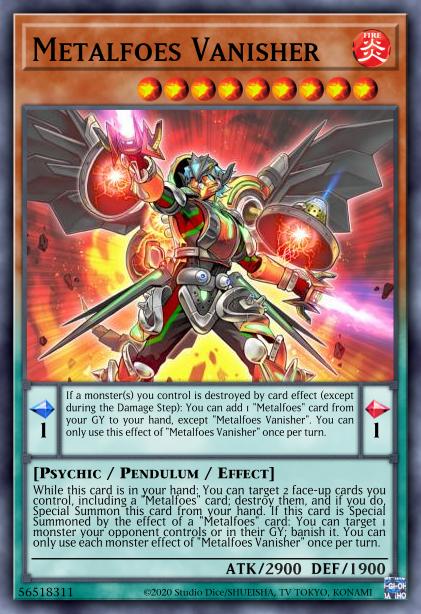 METALFOES VANISHER
FIRE
炎
If a monster(s) you control is destroyed by card effect (except
during the Damage Step): You can add 1 "Metalfoes" card from
your GY to your hand, except "Metalfoes Vanisher". You can
only use this effect of "Metalfoes Vanisher" once per turn.
1
1
[PSYCHIC / PENDULUM / EFFECT]
While this card is in your hand: You can target 2 face-up cards you
control, including a "Metalfoes" card; destroy them, and if you do,
Special Summon this card from your hand. If this card is Special
Summoned by the effect of a "Metalfoes" card: You can target 1
monster your opponent controls or in their GY; banish it. You can
only use each monster effect of "Metalfoes Vanisher" once per turn.
ATK/2900 DEF/1900
56518311
©2020 Studio Dice/SHUEISHA, TV TOKYO, KONAMI